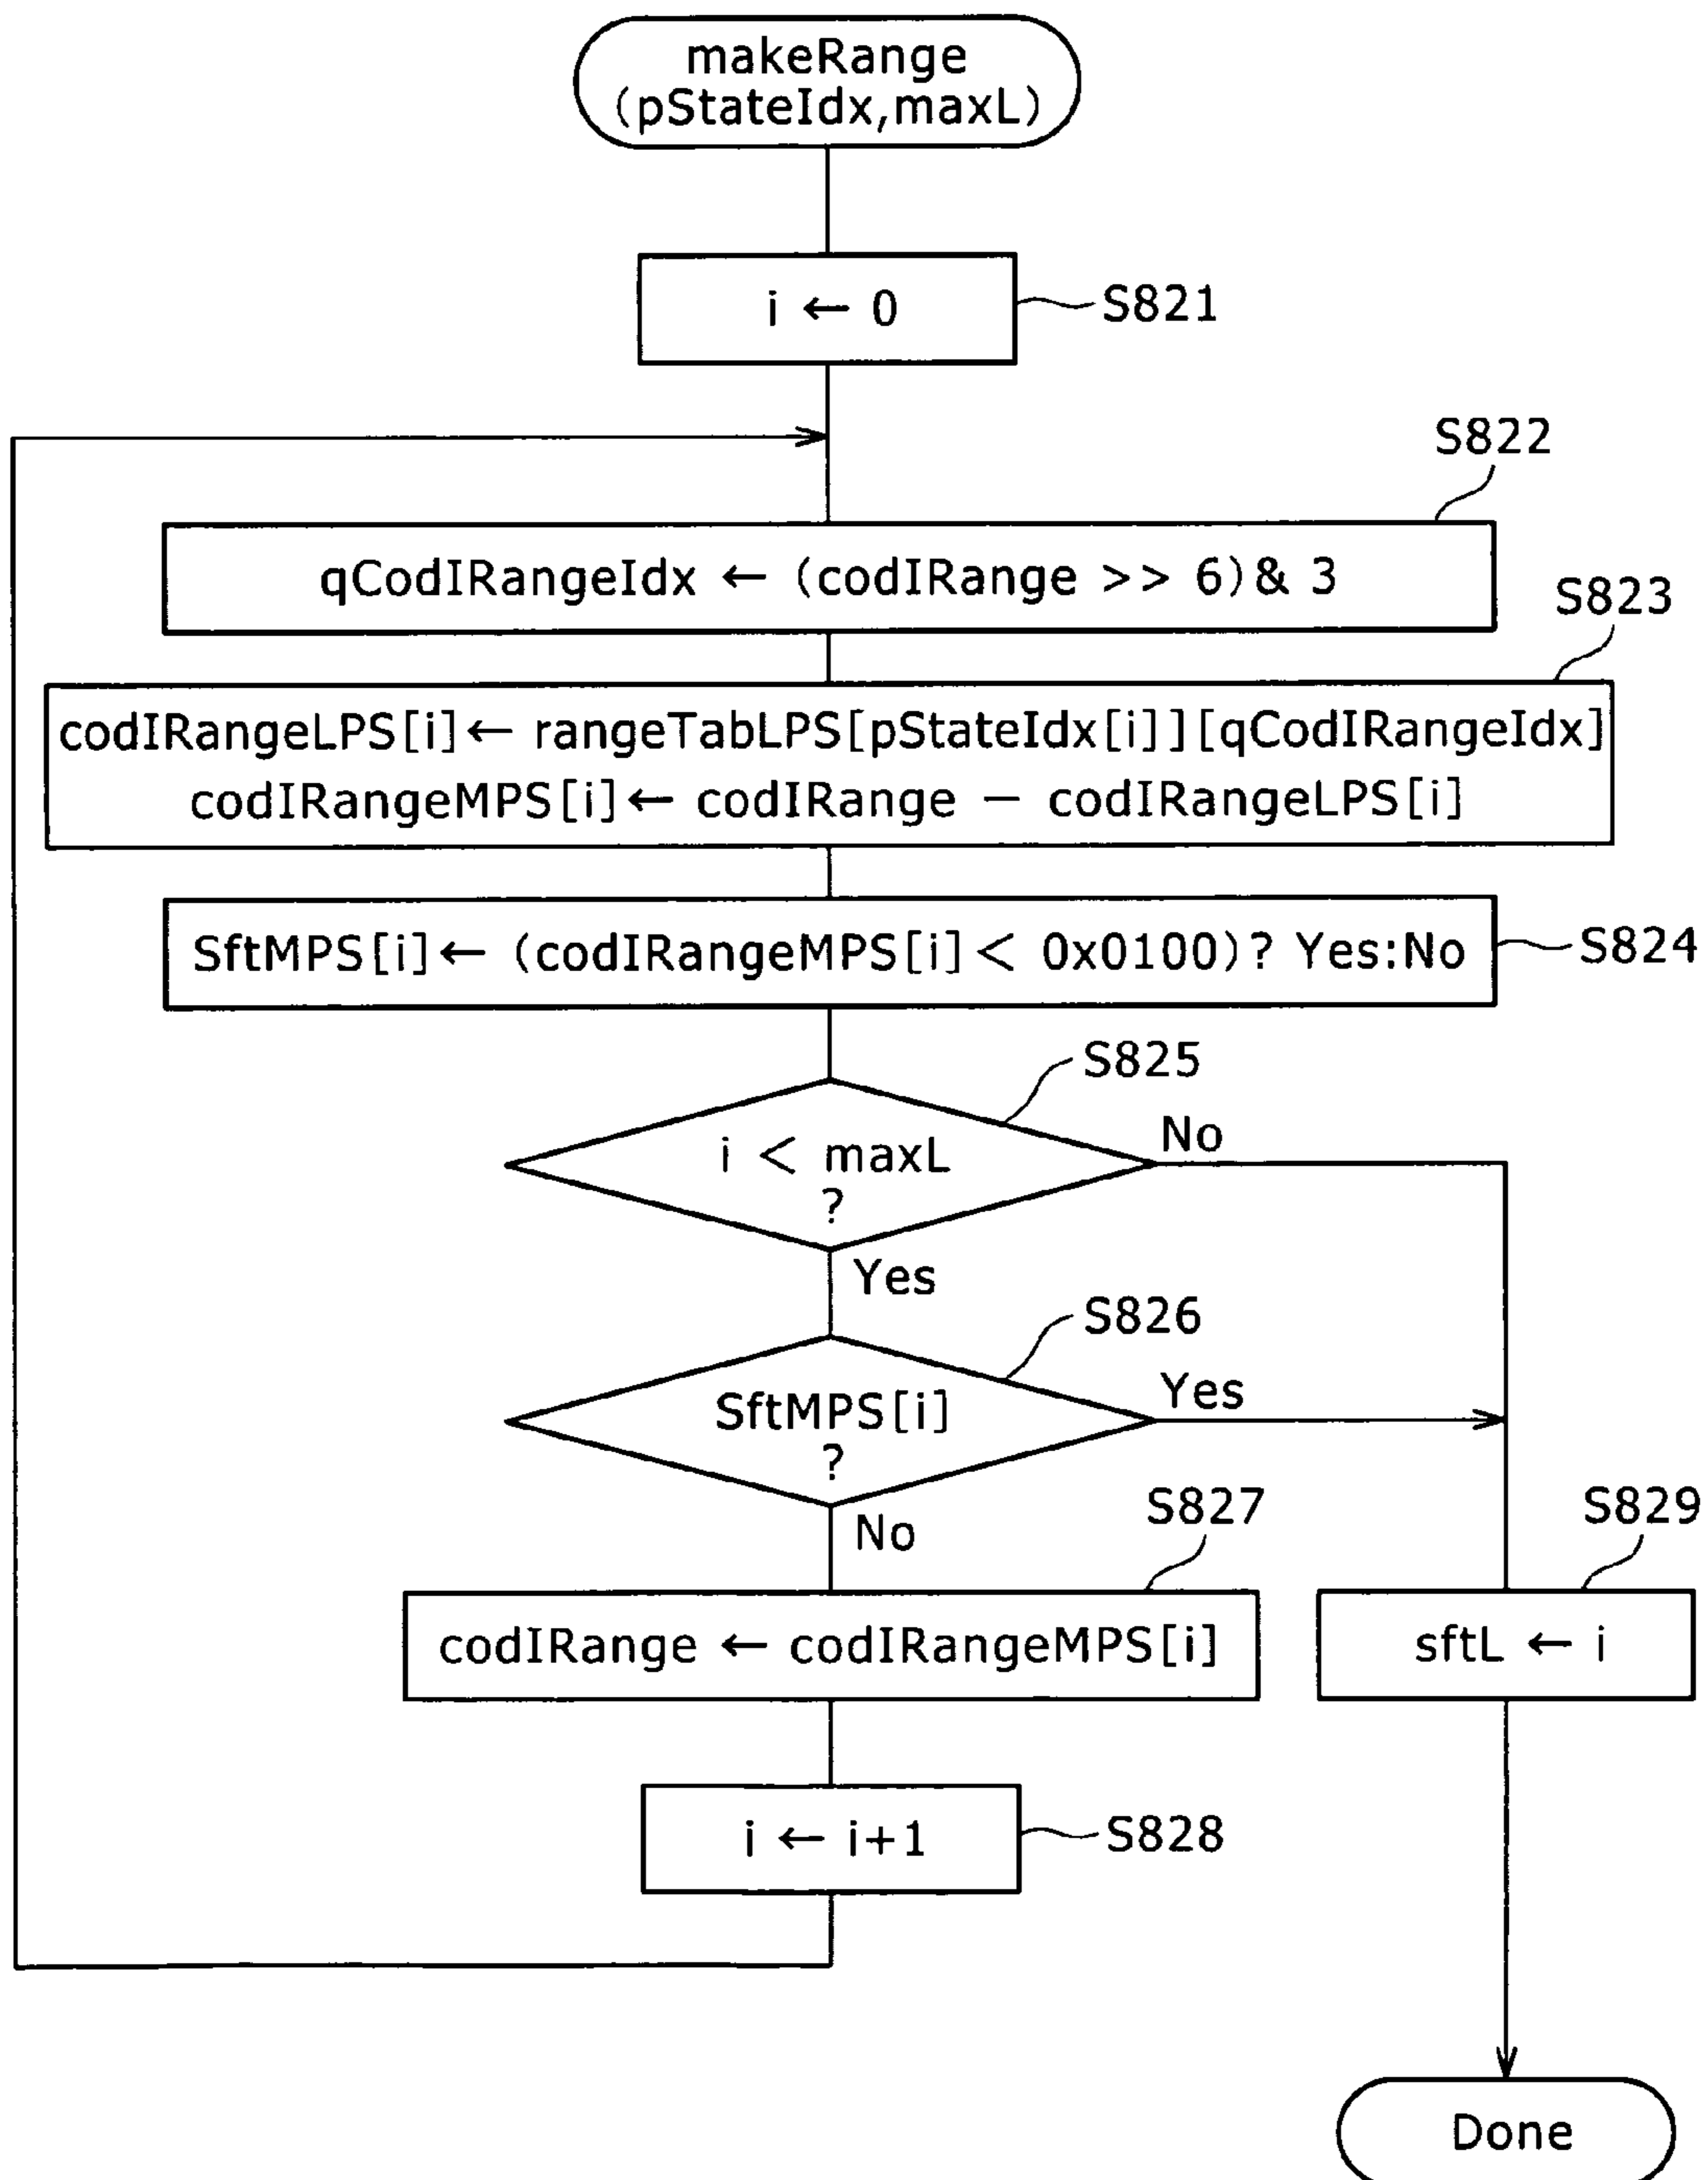 makeRange
(pStateIdx,maxL)
i ← 0
S821
S822
qCodIRangeIdx ← (codIRange >> 6)& 3
S823
codIRangeLPS[i]← rangeTabLPS[pStateIdx[i]][qCodIRangeIdx]
codIRangeMPS[i]← codIRange − codIRangeLPS[i]
SftMPS[i]← (codIRangeMPS[i]< 0x0100)? Yes:No
S824
S825
i < maxL
?
No
Yes
S826
SftMPS[i]
?
Yes
No
S827
codIRange ← codIRangeMPS[i]
S829
sftL ← i
i ← i+1
S828
Done